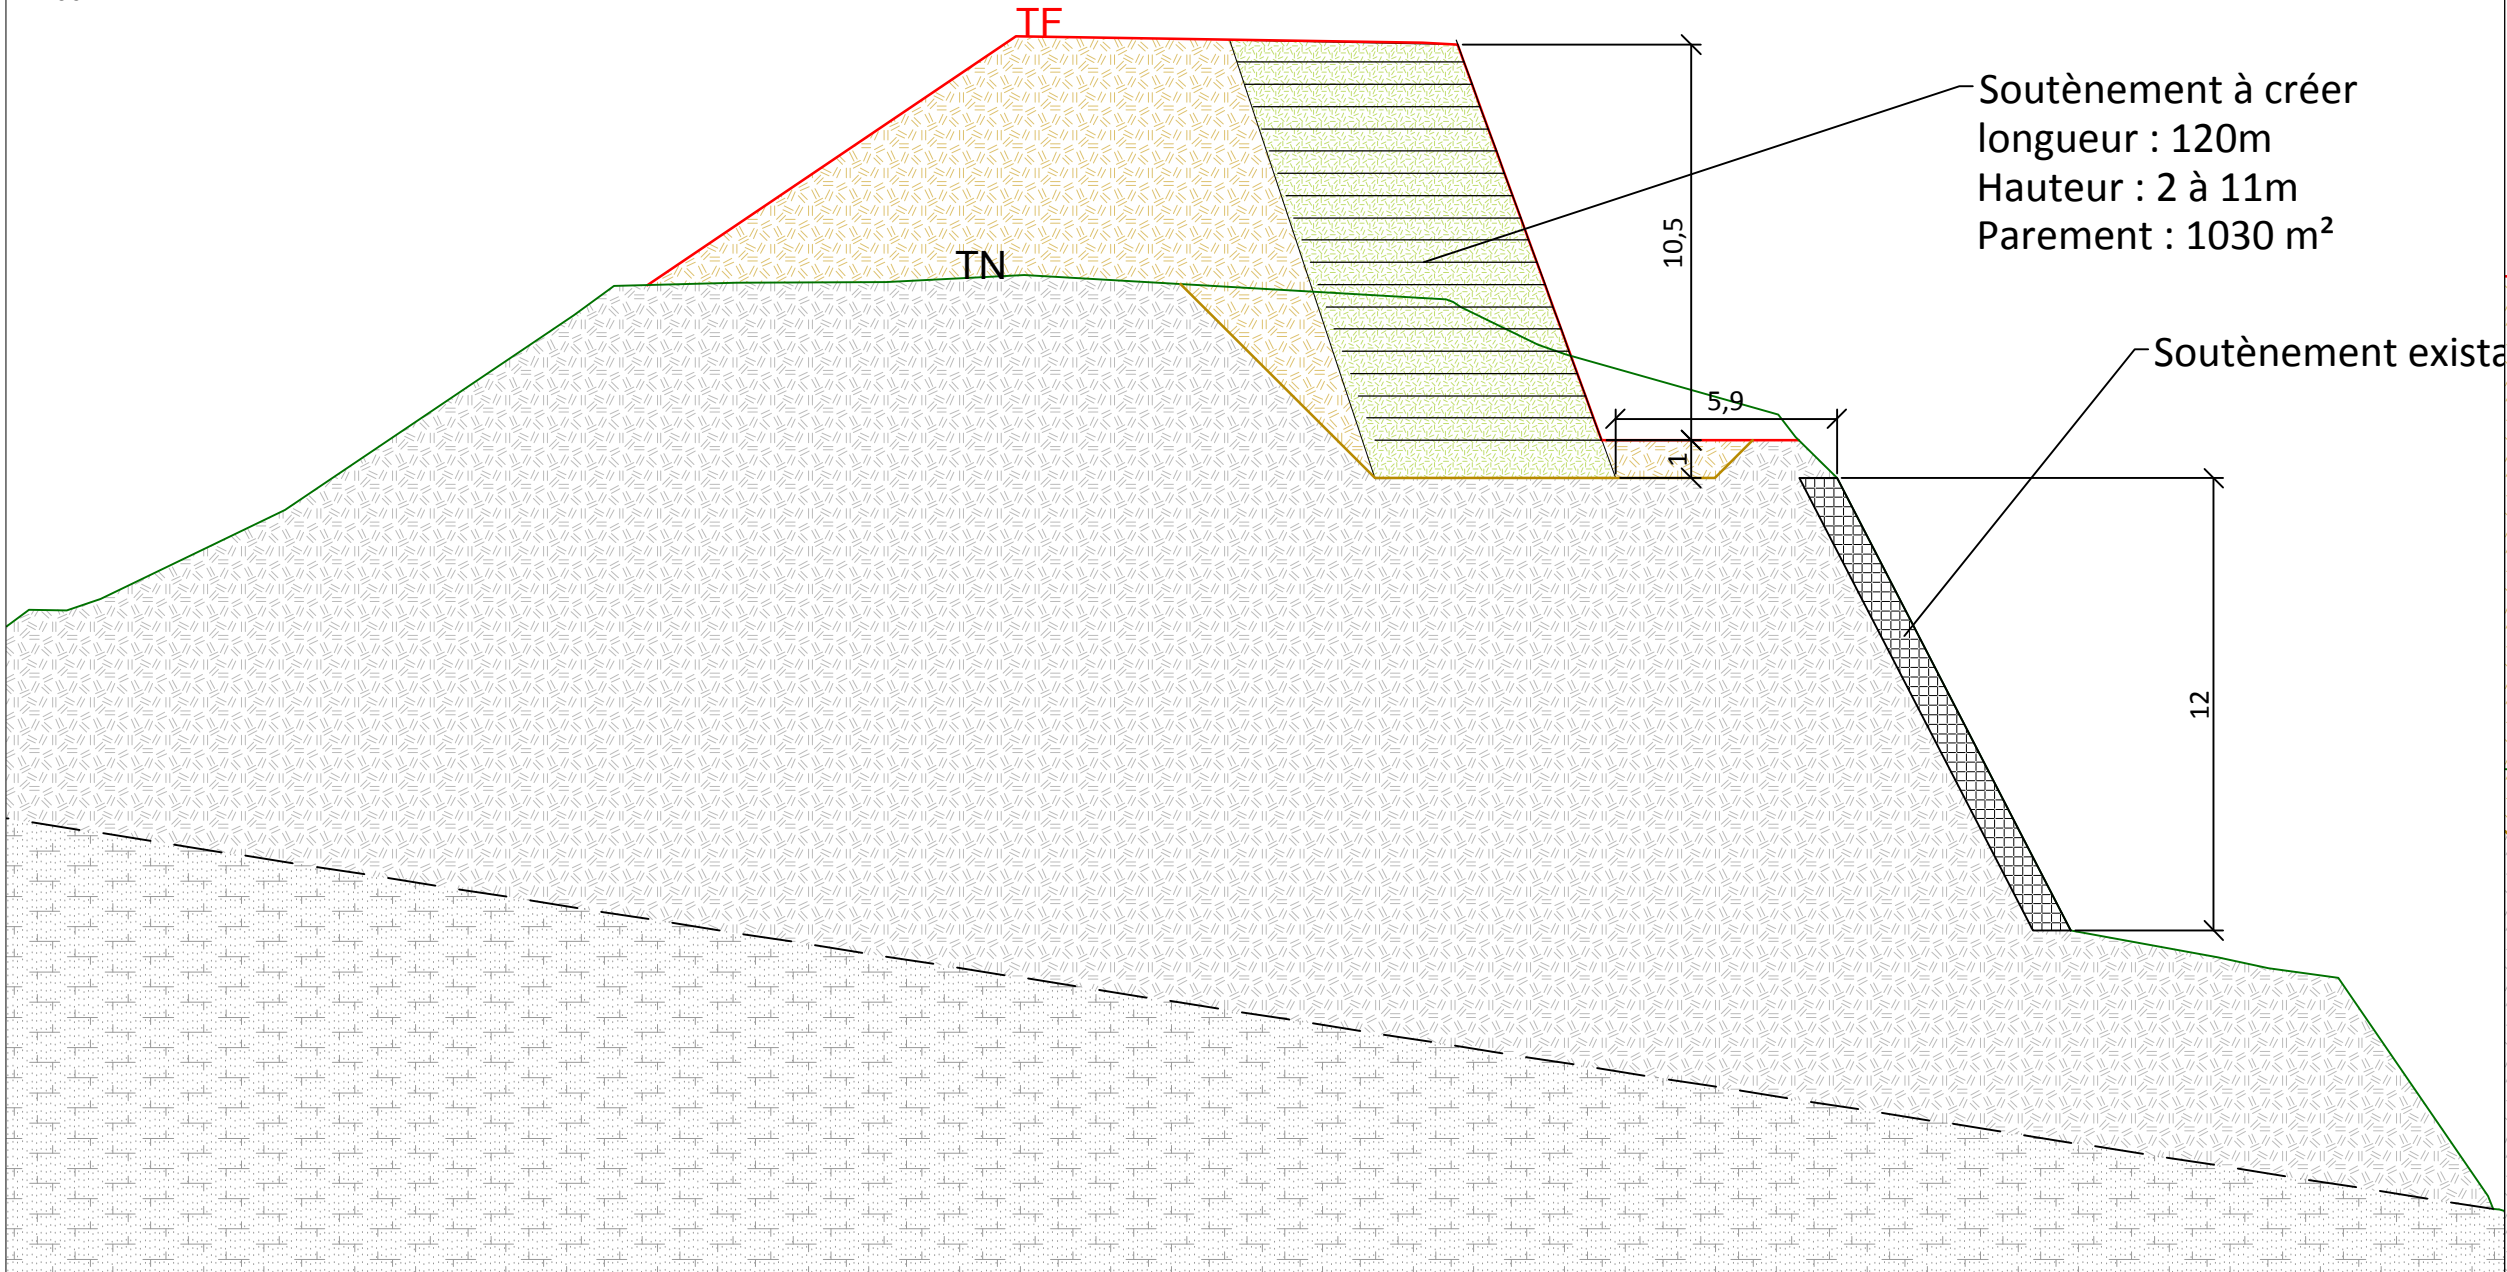 TF
Soutènement à créer
longueur : 120m
Hauteur : 2 à 11m
Parement : 1030 m²
10,5
TN
Soutènement exista
5,9
1
12